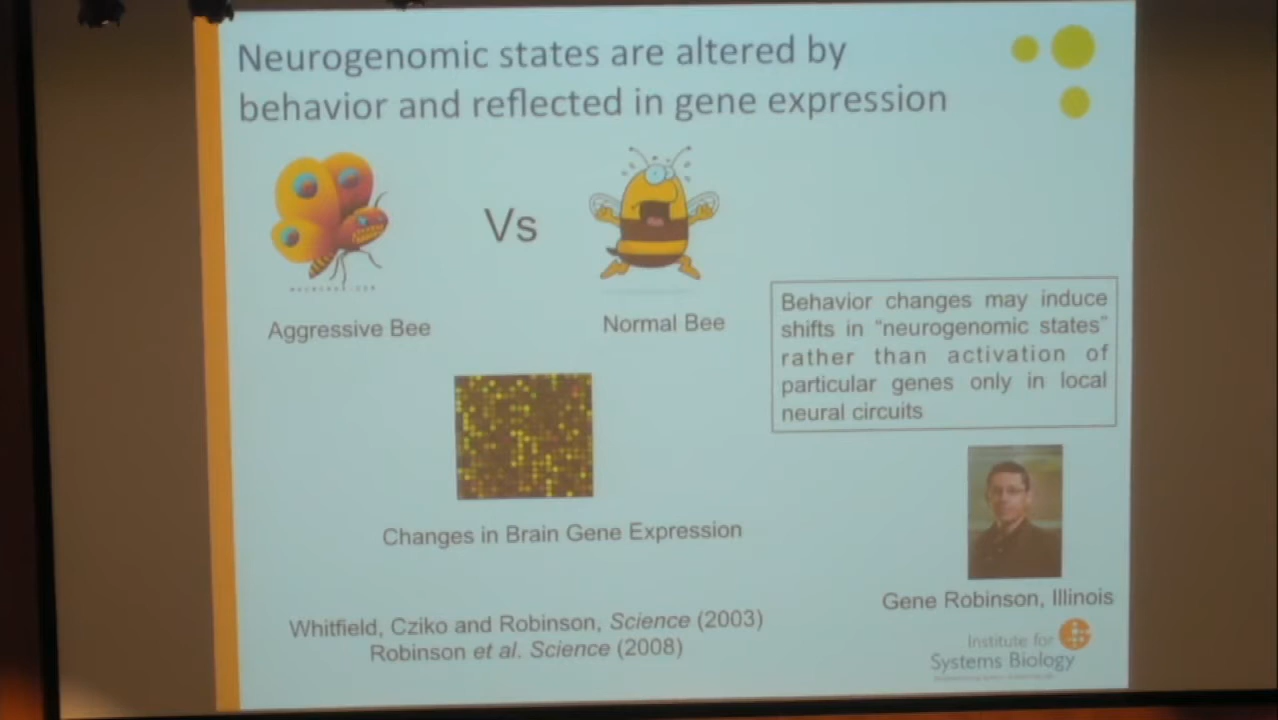 Neurogenomic states are altered by
behavior and reflected in gene expression
Vs
Aggressive Bee
Normal Bee
Behavior changes may induce
shifts in “neurogenomic states”
rather than activation of
particular genes only in local
neural circuits
Changes in Brain Gene Expression
Gene Robinson, Illinois
Whitfield, Cziko and Robinson, Science (2003)
Robinson et al. Science (2008)
Institute for
Systems Biology